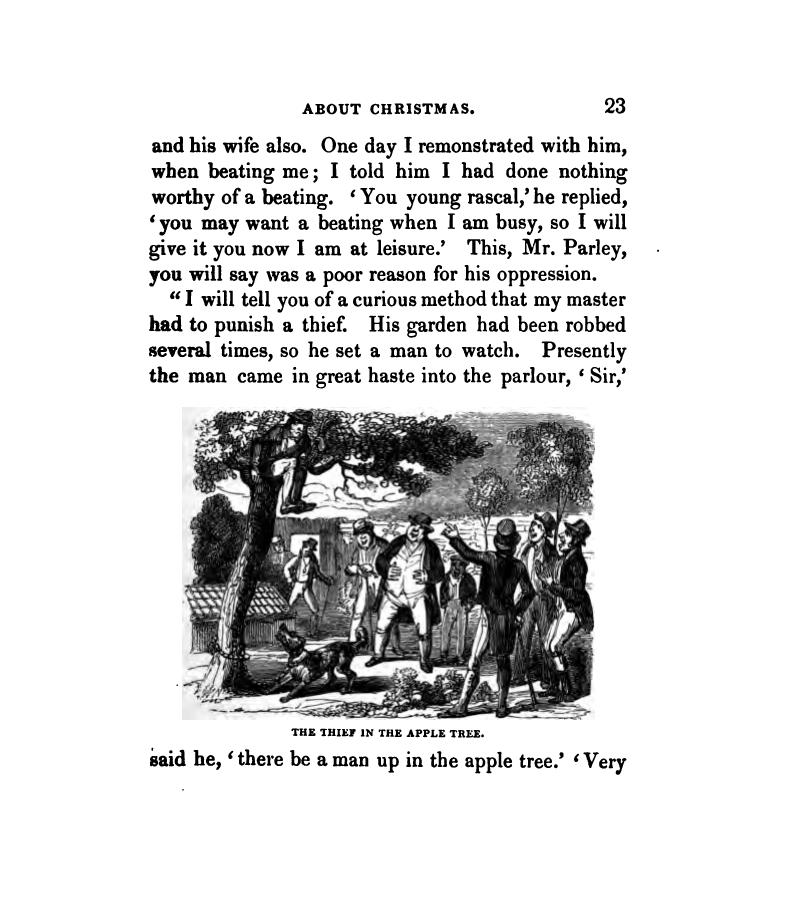 ABOUT CHRISTMAS. 23
and his wife also. One day I remonstrated with him,
when beating me; I told him I had done nothing
worthy of a beating. ‘You young rascal,’ he replied,
‘you may want a beating when I am busy, so I will
give it you now I am at leisure.’ This, Mr. Parley,
you will say was a poor reason for his oppression.
“I will tell you of a curious method that my master
had to punish a thief. His garden had been robbed
several times, so he set a man to watch. Presently
the man came in great haste into the parlour, ‘Sir,’
THE THIEF IN THE APPLE TREE.
said he, ‘there be a man up in the apple tree.’ ‘Very